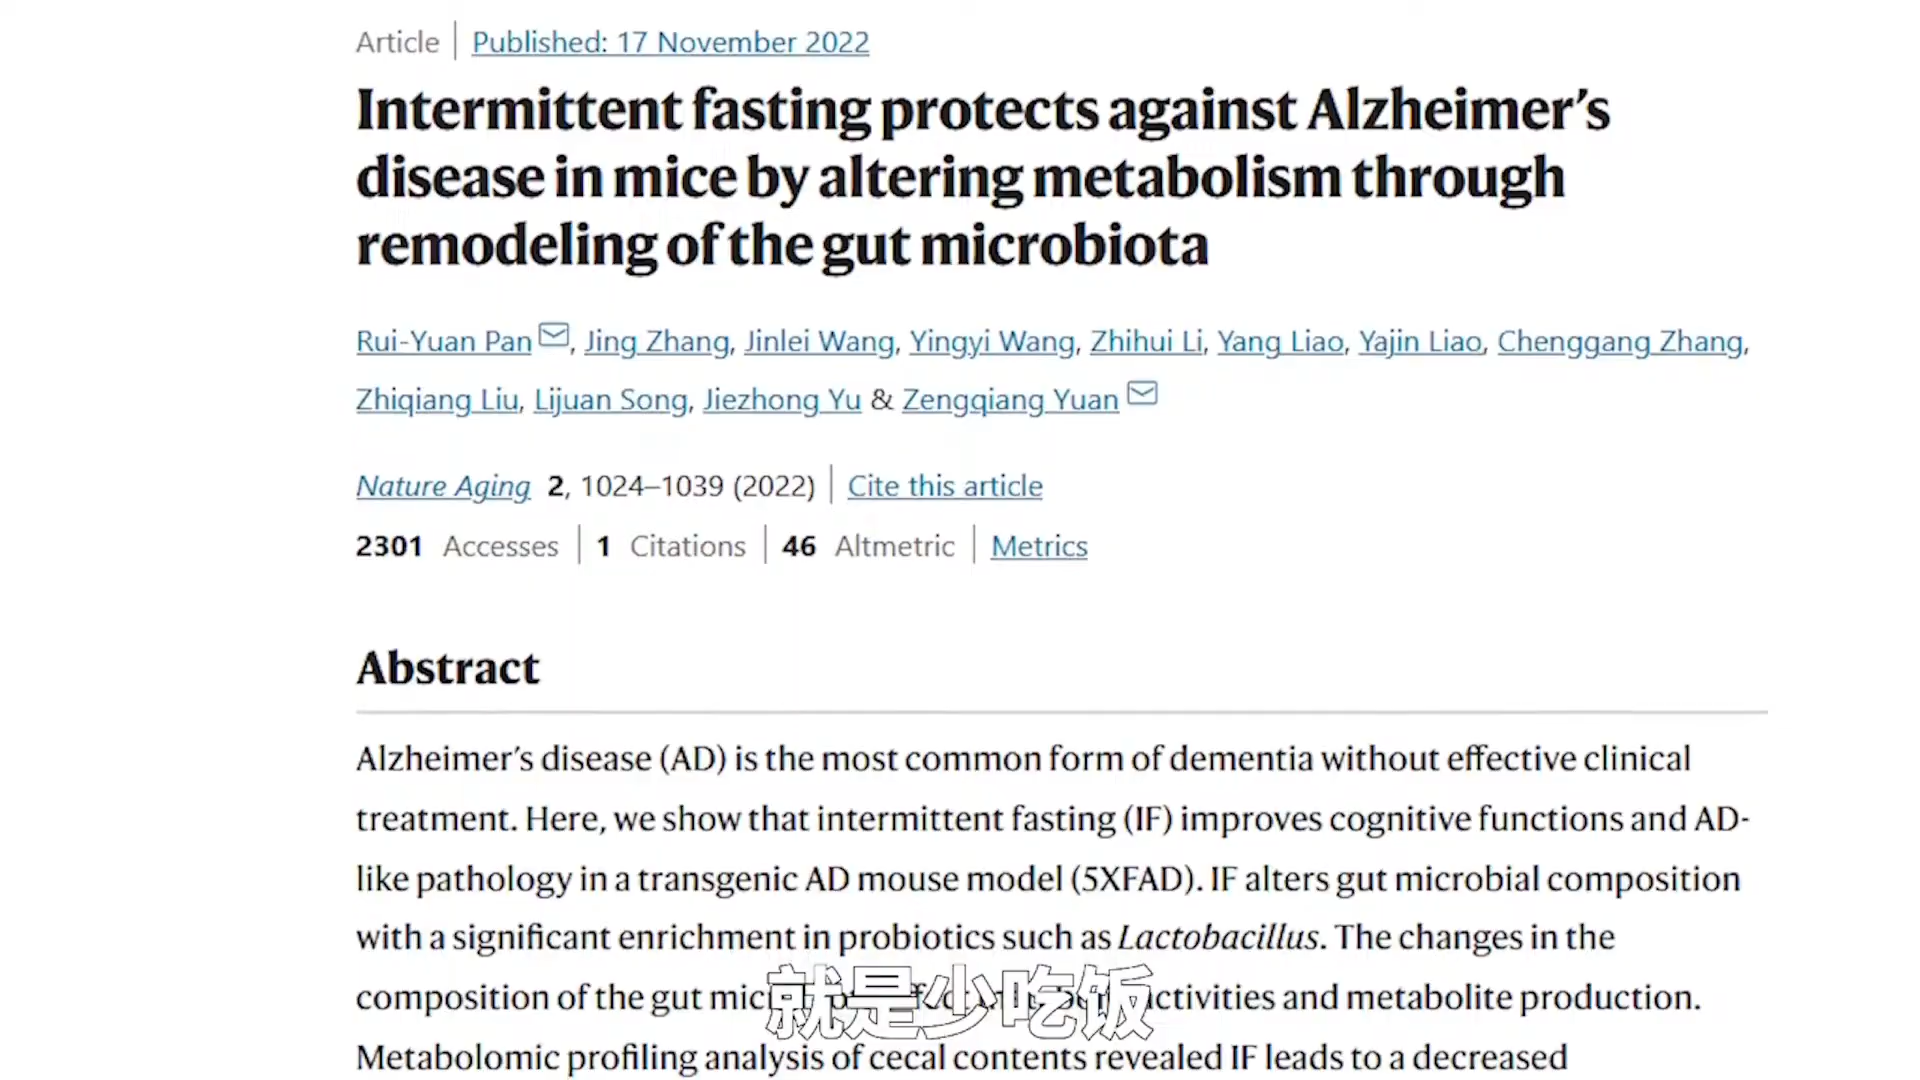 Article | Published: 17 November 2022
Intermittent fasting protects against Alzheimer’s
disease in mice by altering metabolism through
remodeling of the gut microbiota
Rui-Yuan Pan, Jing Zhang, Jinlei Wang, Yingyi Wang, Zhihui Li, Yang Liao, Yajin Liao, Chenggang Zhang,
Zhiqiang Liu, Lijuan Song, Jiezhong Yu & Zengqiang Yuan
Nature Aging 2, 1024–1039 (2022) | Cite this article
2301 Accesses | 1 Citations | 46 Altmetric | Metrics
Abstract
Alzheimer’s disease (AD) is the most common form of dementia without effective clinical
treatment. Here, we show that intermittent fasting (IF) improves cognitive functions and AD-
like pathology in a transgenic AD mouse model (5XFAD). IF alters gut microbial composition
with a significant enrichment in probiotics such as Lactobacillus. The changes in the
composition of the gut activities and metabolite production.
就是少吃饭
Metabolomic profiling analysis of cecal contents revealed IF leads to a decreased